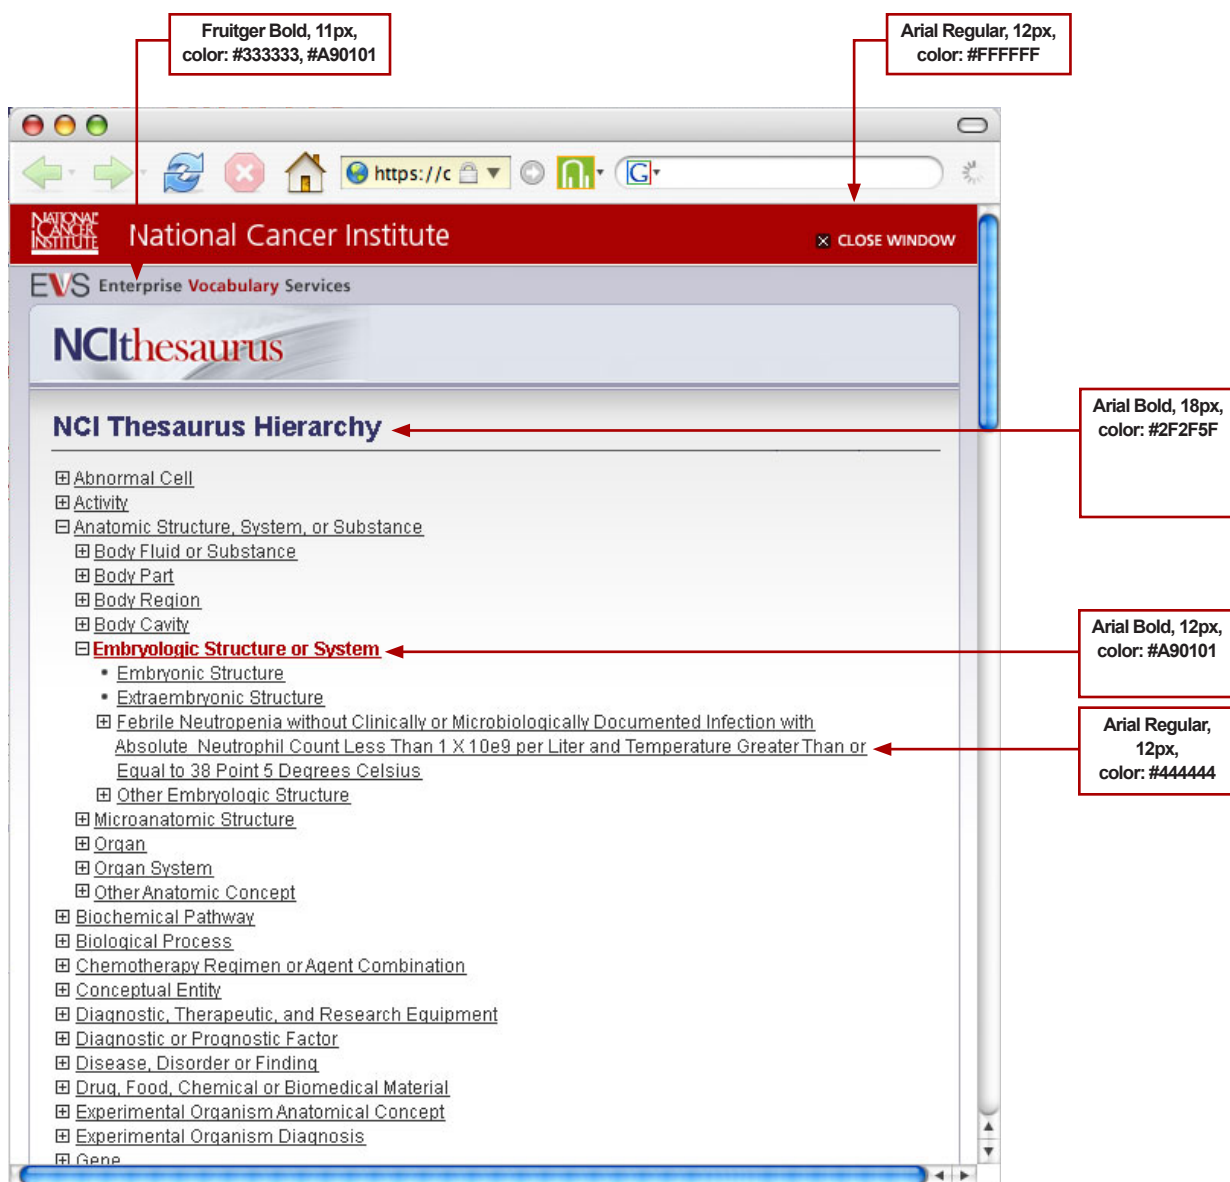 Fruitger Bold, 11px,
color: #333333, #A90101
Arial Regular, 12px,
color: #FFFFFF
https://c
G
NATIONAL
CANCER
INSTITUTE
National Cancer Institute
CLOSE WINDOW
EVS Enterprise Vocabulary Services
NCIthesaurus
NCI Thesaurus Hierarchy
Arial Bold, 18px,
color: #2F2F5F
Abnormal Cell
Activity
Anatomic Structure, System, or Substance
Body Fluid or Substance
Body Part
Body Region
Body Cavity
Embryologic Structure or System
Arial Bold, 12px,
color: #A90101
• Embryonic Structure
• Extraembryonic Structure
Febrile Neutropenia without Clinically or Microbiologically Documented Infection with
Absolute Neutrophil Count Less Than 1 X 10e9 per Liter and Temperature Greater Than or
Equal to 38 Point 5 Degrees Celsius
Arial Regular,
12px,
color: #444444
Other Embryologic Structure
Microanatomic Structure
Organ
Organ System
Other Anatomic Concept
Biochemical Pathway
Biological Process
Chemotherapy Regimen or Agent Combination
Conceptual Entity
Diagnostic, Therapeutic, and Research Equipment
Diagnostic or Prognostic Factor
Disease, Disorder or Finding
Drug, Food, Chemical or Biomedical Material
Experimental Organism Anatomical Concept
Experimental Organism Diagnosis
Gene